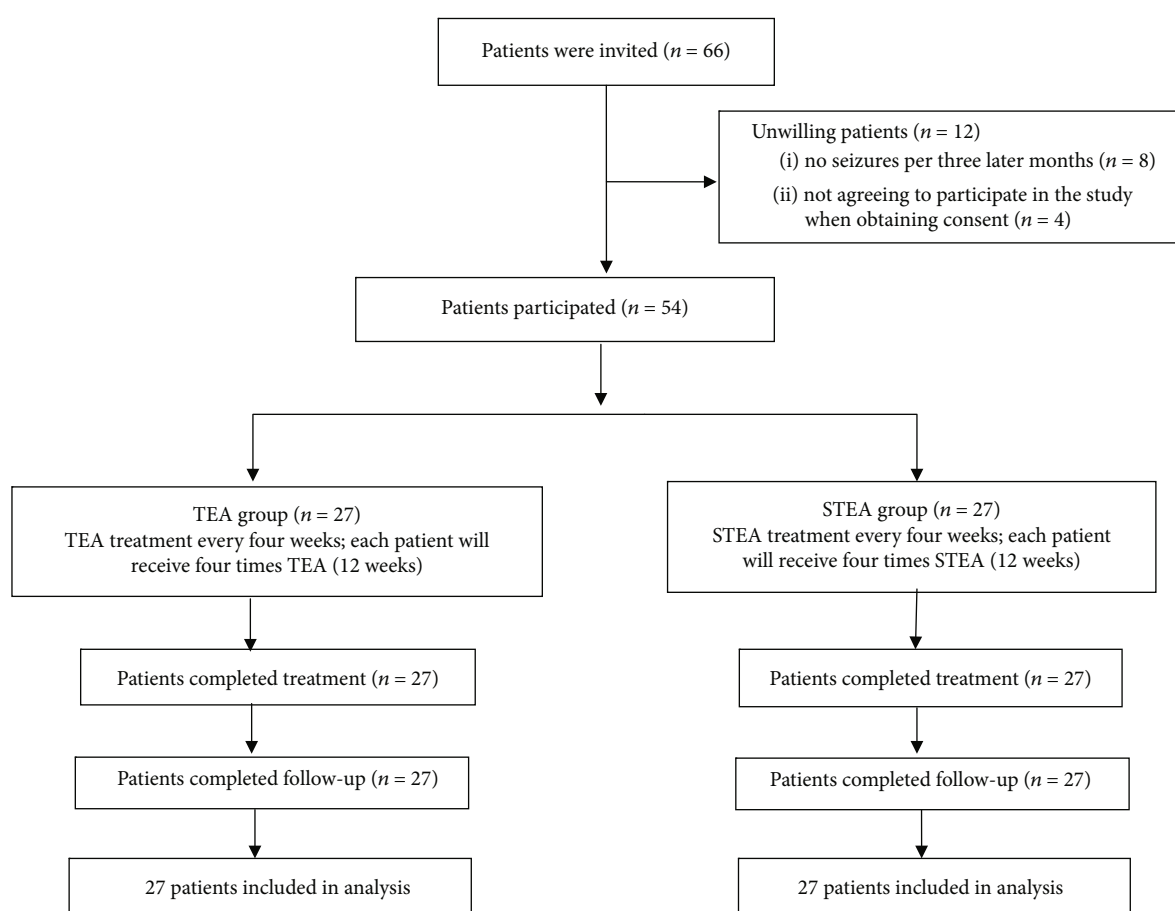 Patients were invited (n = 66)
Unwilling patients (n = 12)
(i) no seizures per three later months (n = 8)
(ii) not agreeing to participate in the study
when obtaining consent (n = 4)
Patients participated (n = 54)
TEA group (n = 27)
TEA treatment every four weeks; each patient will
receive four times TEA (12 weeks)
STEA group (n = 27)
STEA treatment every four weeks; each patient
will receive four times STEA (12 weeks)
Patients completed treatment (n = 27)
Patients completed treatment (n = 27)
Patients completed follow-up (n = 27)
Patients completed follow-up (n = 27)
27 patients included in analysis
27 patients included in analysis